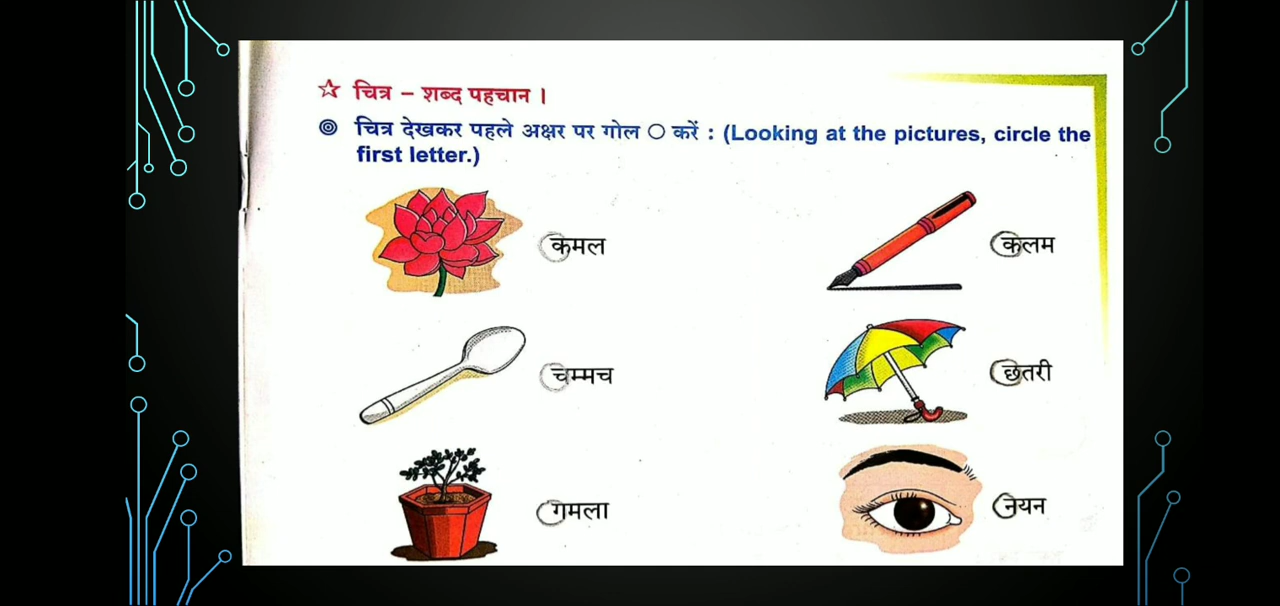 ☆ चित्र – शब्द पहचान ।
◎ चित्र देखकर पहले अक्षर पर गोल ○ करें : (Looking at the pictures, circle the
first letter.)
कमल
कलम
चम्मच
छतरी
गमला
नयन